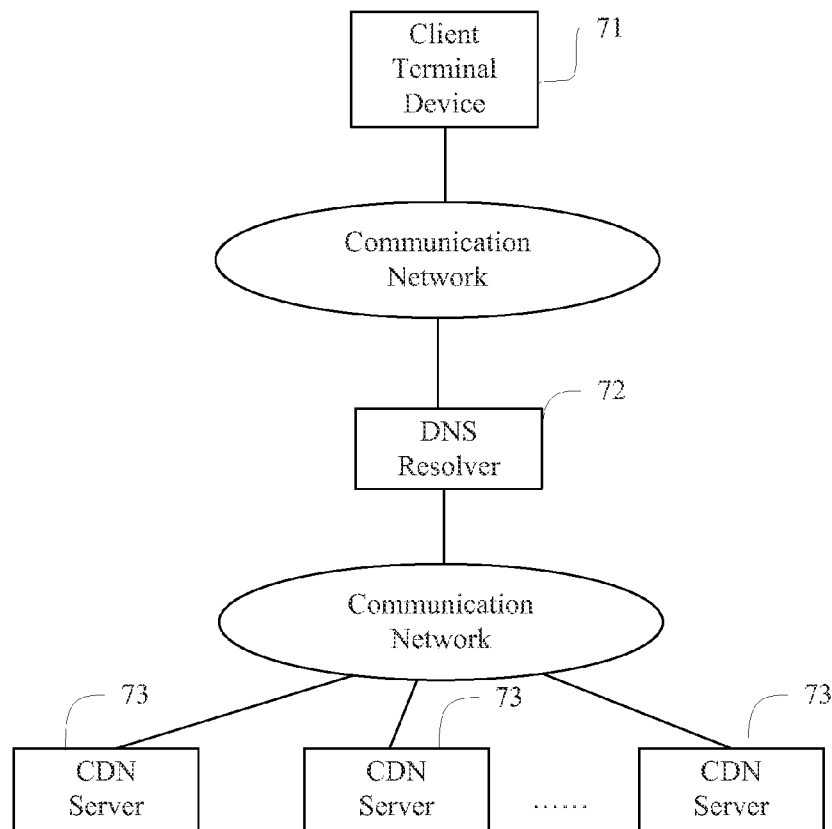 Client
Terminal
Device
71
Communication
Network
72
DNS
Resolver
Communication
Network
73
73
73
CDN
Server
CDN
Server
......
CDN
Server